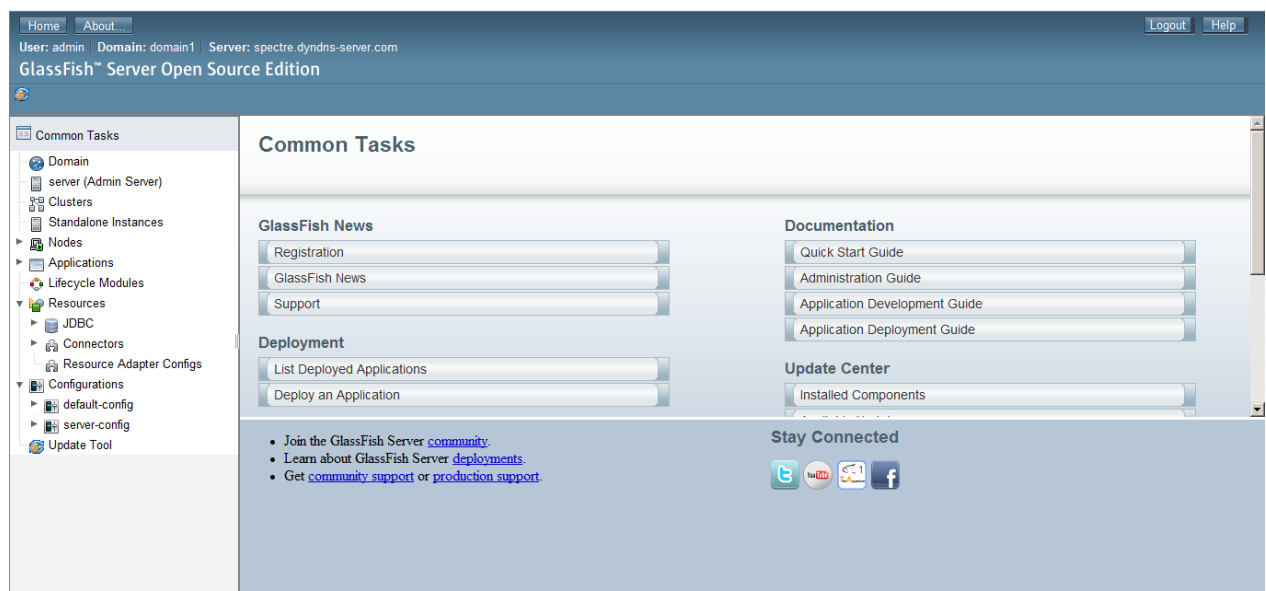 Home About... Logout Help
User: admin Domain: domain1 Server: spectre.dyndns-server.com
GlassFish™ Server Open Source Edition
Common Tasks
Domain
server (Admin Server)
Clusters
Standalone Instances
Nodes
Applications
Lifecycle Modules
Resources
JDBC
Connectors
Resource Adapter Configs
Configurations
default-config
server-config
Update Tool
Common Tasks
GlassFish News
Registration
GlassFish News
Support
Deployment
List Deployed Applications
Deploy an Application
Documentation
Quick Start Guide
Administration Guide
Application Development Guide
Application Deployment Guide
Update Center
Installed Components
• Join the GlassFish Server community.
• Learn about GlassFish Server deployments.
• Get community support or production support.
Stay Connected
You Tube